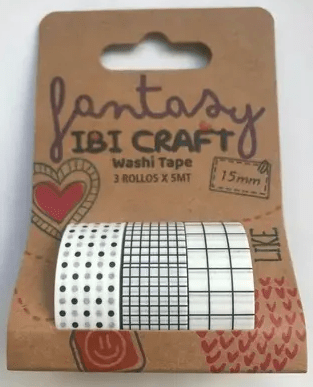 fantasy
IBI CRAFT
Washi Tape
3 ROLLOS X 5MT
15mm
LIKE